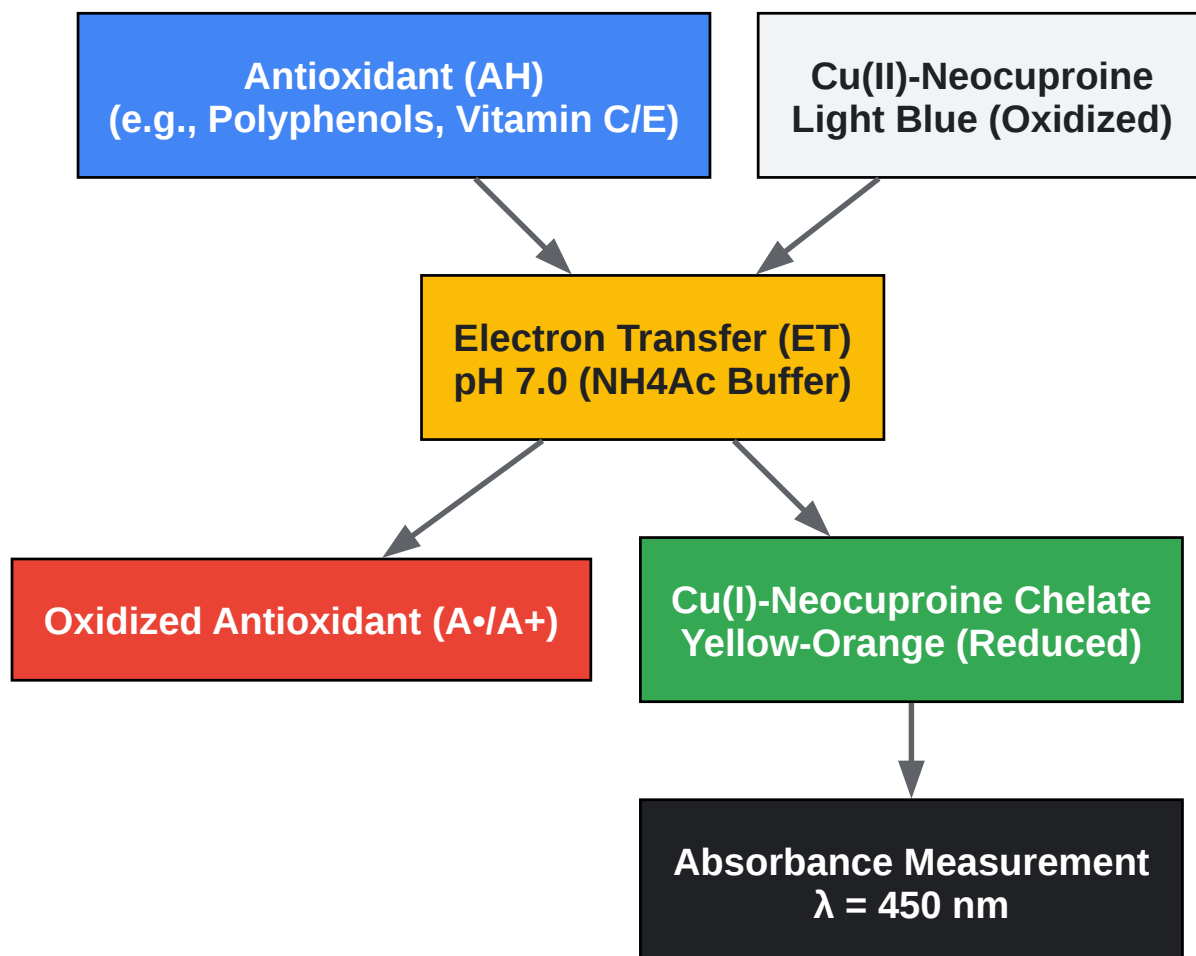 Antioxidant (AH)
(e.g., Polyphenols, Vitamin C/E)
Cu(II)-Neocuproine
Light Blue (Oxidized)
Electron Transfer (ET)
pH 7.0 (NH4Ac Buffer)
Oxidized Antioxidant (A•/A+)
Cu(I)-Neocuproine Chelate
Yellow-Orange (Reduced)
Absorbance Measurement
λ = 450 nm